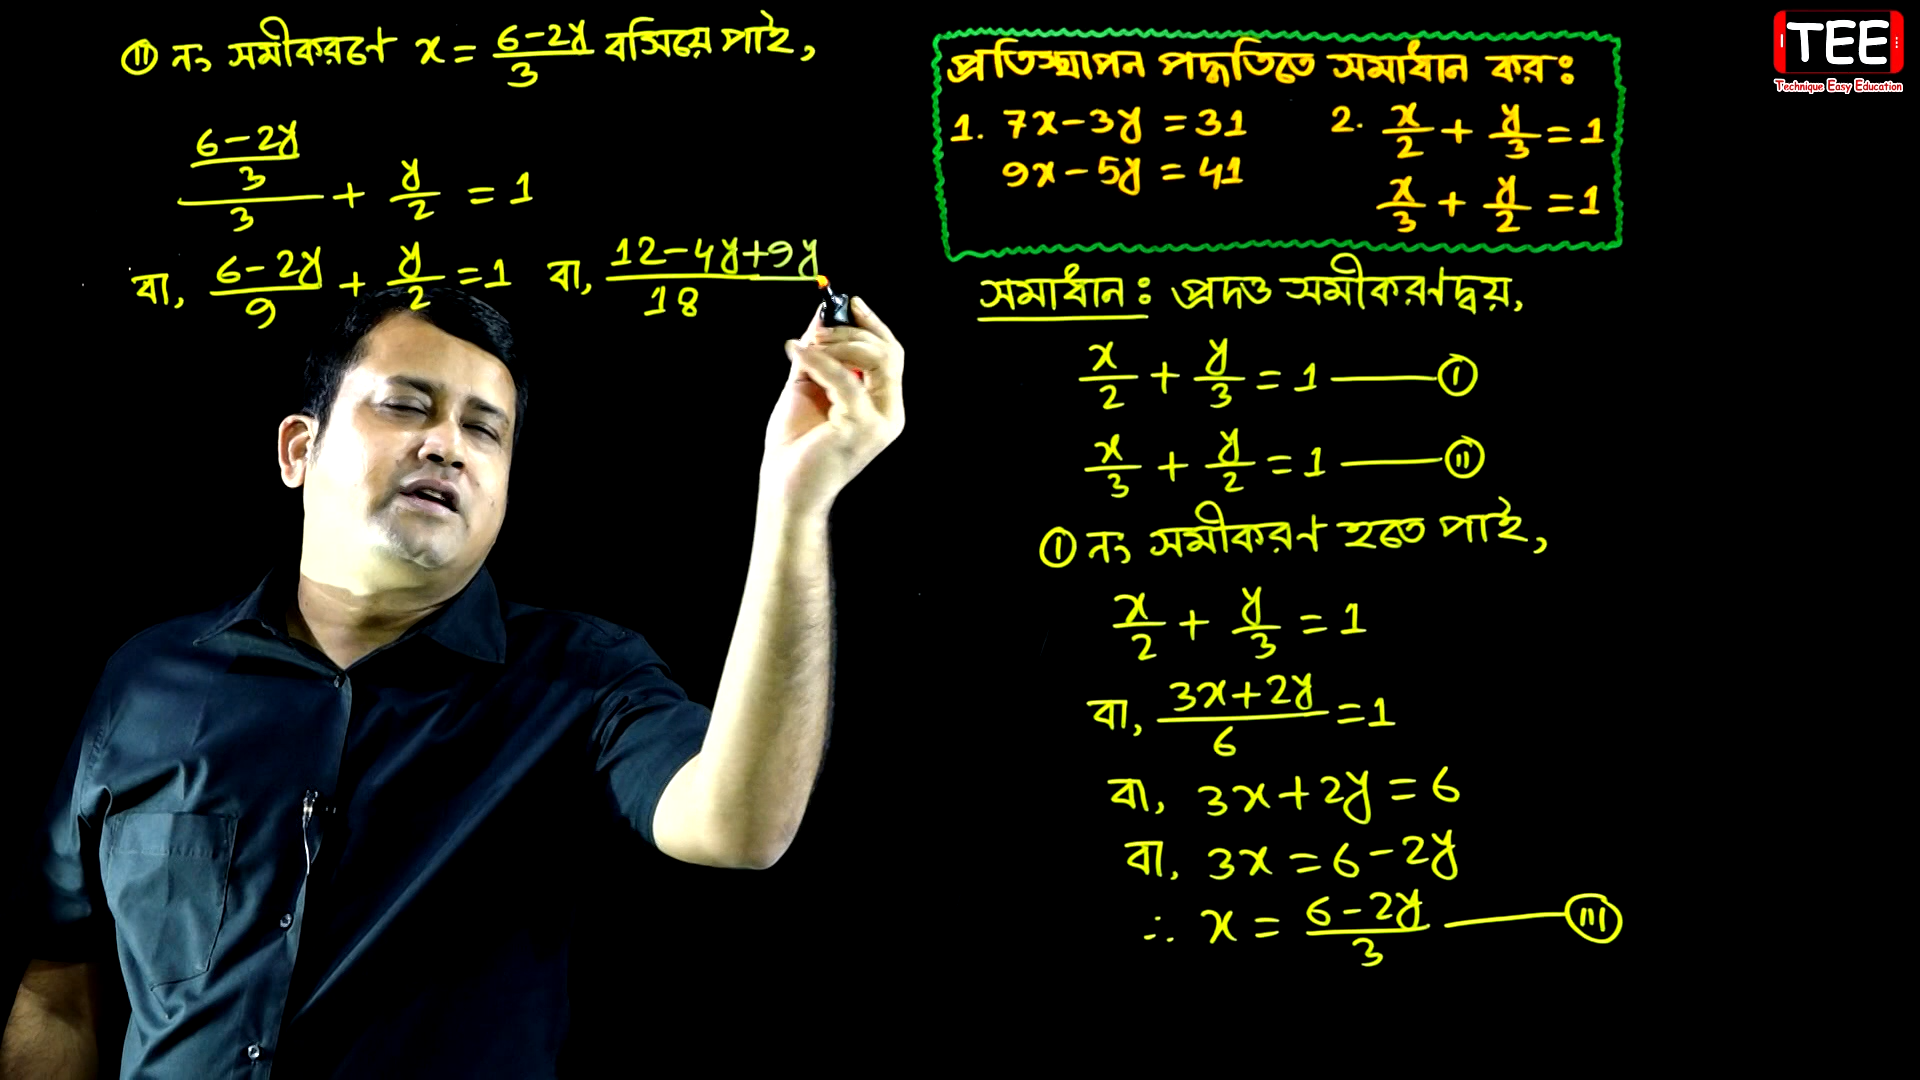 ⅠⅠ নং সমীকরণে x = (6-2y)/3 বসিয়ে পাই,
((6-2y)/3)/3 + y/2 = 1
বা, (6-2y)/9 + y/2 = 1 বা, (12-4y+9y)/18
TEE
Technique Easy Education
প্রতিস্থাপন পদ্ধতিতে সমাধান কর:
1. 7x-3y = 31
9x-5y = 41
2. x/2 + y/3 = 1
x/3 + y/2 = 1
সমাধান: প্রদত্ত সমীকরণদ্বয়,
x/2 + y/3 = 1 —— Ⅰ
x/3 + y/2 = 1 —— ⅠⅠ
Ⅰ নং সমীকরণ হতে পাই,
x/2 + y/3 = 1
বা, (3x+2y)/6 = 1
বা, 3x+2y = 6
বা, 3x = 6-2y
∴ x = (6-2y)/3 —— ⅠⅠⅠ